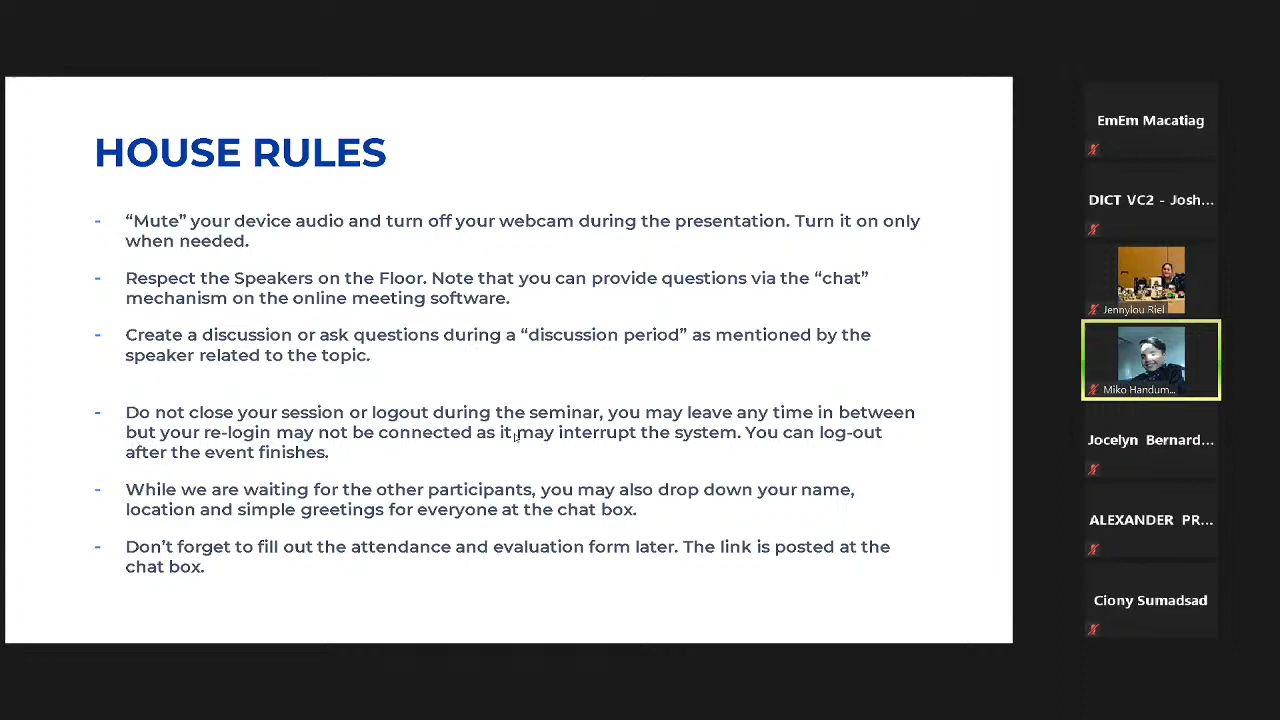 HOUSE RULES
- “Mute” your device audio and turn off your webcam during the presentation. Turn it on only
when needed.
- Respect the Speakers on the Floor. Note that you can provide questions via the “chat”
mechanism on the online meeting software.
- Create a discussion or ask questions during a “discussion period” as mentioned by the
speaker related to the topic.
- Do not close your session or logout during the seminar, you may leave any time in between
but your re-login may not be connected as it may interrupt the system. You can log-out
after the event finishes.
- While we are waiting for the other participants, you may also drop down your name,
location and simple greetings for everyone at the chat box.
- Don’t forget to fill out the attendance and evaluation form later. The link is posted at the
chat box.
EmEm Macatiag
DICT VC2 - Josh...
Jennylou Riel
Miko Handum...
Jocelyn Bernard...
ALEXANDER PR...
Ciony Sumadsad